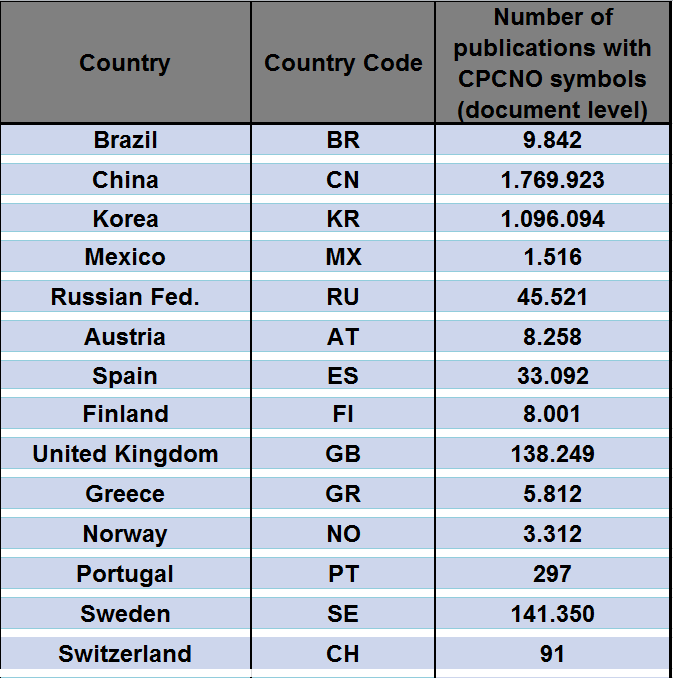 Country Country Code Number of
publications with
CPCNO symbols
(document level)
Brazil BR 9.842
China CN 1.769.923
Korea KR 1.096.094
Mexico MX 1.516
Russian Fed. RU 45.521
Austria AT 8.258
Spain ES 33.092
Finland FI 8.001
United Kingdom GB 138.249
Greece GR 5.812
Norway NO 3.312
Portugal PT 297
Sweden SE 141.350
Switzerland CH 91